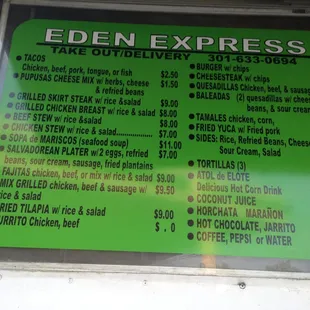 EDEN EXPRESS
TAKE OUT/DELIVERY 301-633-0694
TACOS
Chicken, beef, pork, tongue, or fish $2.50
PUPUSAS CHEESE MIX w/ herbs, cheese $1.50
& refried beans
GRILLED SKIRT STEAK w/ rice &salad $9.00
GRILLED CHICKEN BREAST w/ rice &salad $8.00
BEEF STEW w/ rice &salad $8.00
CHICKEN STEW w/ rice &salad $7.00
SOPA de MARISCOS (seafood soup) $11.00
SALVADOREAN PLATER w/2 eggs, refried $7.00
beans, sour cream, sausage, fried plantains
FAJITAS chicken, beef, or mix w/ rice & salad $9.00
MIX GRILLED chicken, beef, & sausage w/ $9.50
rice & salad
FRIED TILAPIA w/ rice & salad $9.00
BURRITO Chicken, beef $ . 0
BURGER w/ chips
CHEESESTEAK w/ chips
QUESADILLAS Chicken, beef,
beans, & sour cream
BALEADAS (2) quesadillas w/ chees
& refried beans
TAMALES chicken, corn,
FRIED YUCA w/ Fried pork
SIDES: Rice, Refried Beans, Cheese
Sour Cream, Salad
TORTILLAS (3)
ATOL de ELOTE
Delicious Hot Corn Drink
COCONUT JUICE
HORCHATA MARAÑON
HOT CHOCOLATE, JARRITO
COFFEE, PEPSI or WATER